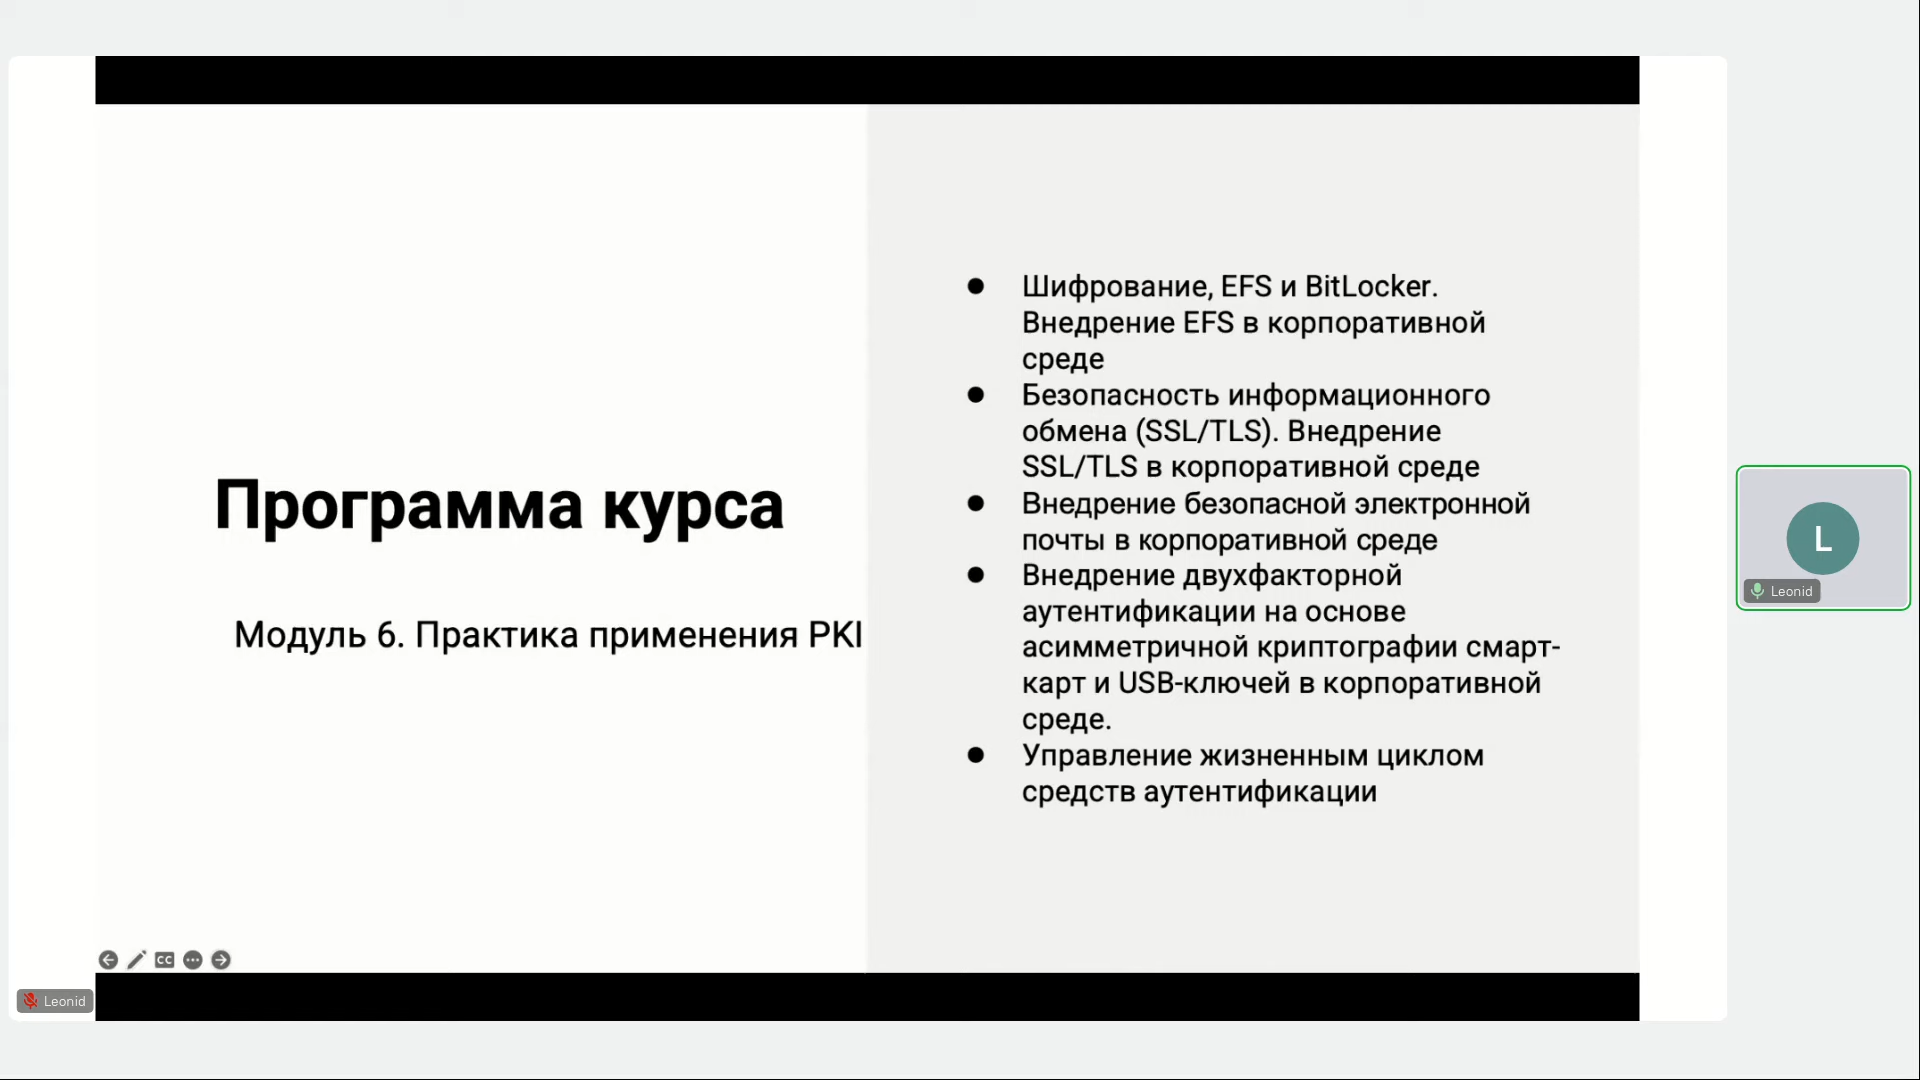 Программа курса
Модуль 6. Практика применения PKI
● Шифрование, EFS и BitLocker.
Внедрение EFS в корпоративной
среде
● Безопасность информационного
обмена (SSL/TLS). Внедрение
SSL/TLS в корпоративной среде
● Внедрение безопасной электронной
почты в корпоративной среде
● Внедрение двухфакторной
аутентификации на основе
асимметричной криптографии смарт-
карт и USB-ключей в корпоративной
среде.
● Управление жизненным циклом
средств аутентификации
L
Leonid
CC
Leonid